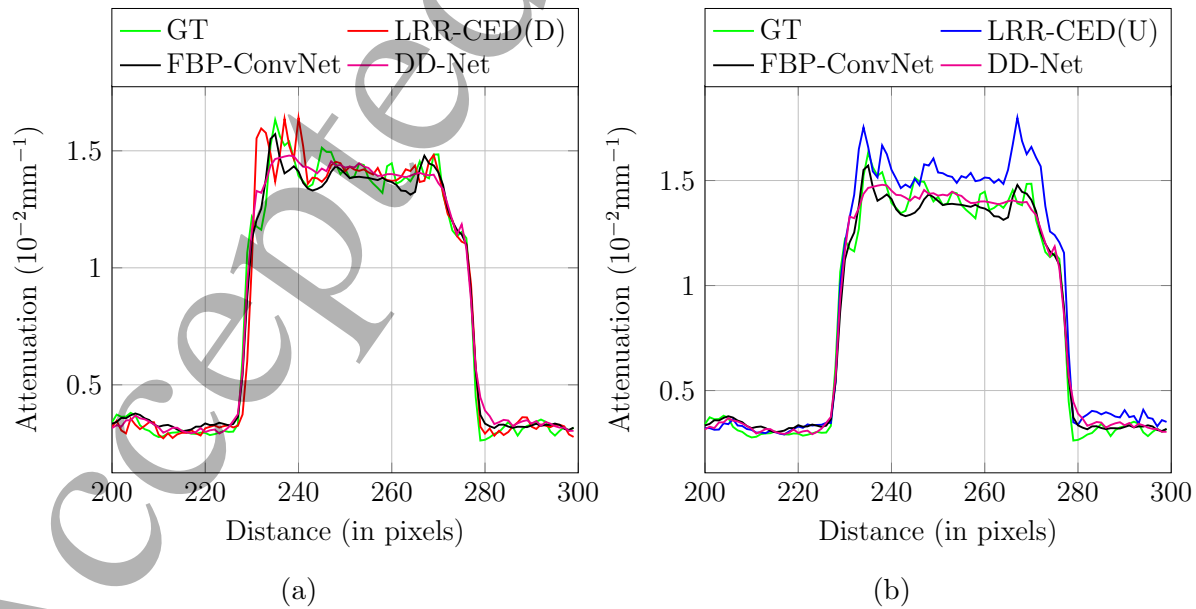 GT LRR-CED(D)
FBP-ConvNet DD-Net
1.5
1
0.5
200 220 240 260 280 300
Attenuation (10⁻²mm⁻¹)
Distance (in pixels)
(a)
GT LRR-CED(U)
FBP-ConvNet DD-Net
1.5
1
0.5
200 220 240 260 280 300
Attenuation (10⁻²mm⁻¹)
Distance (in pixels)
(b)
Accepted